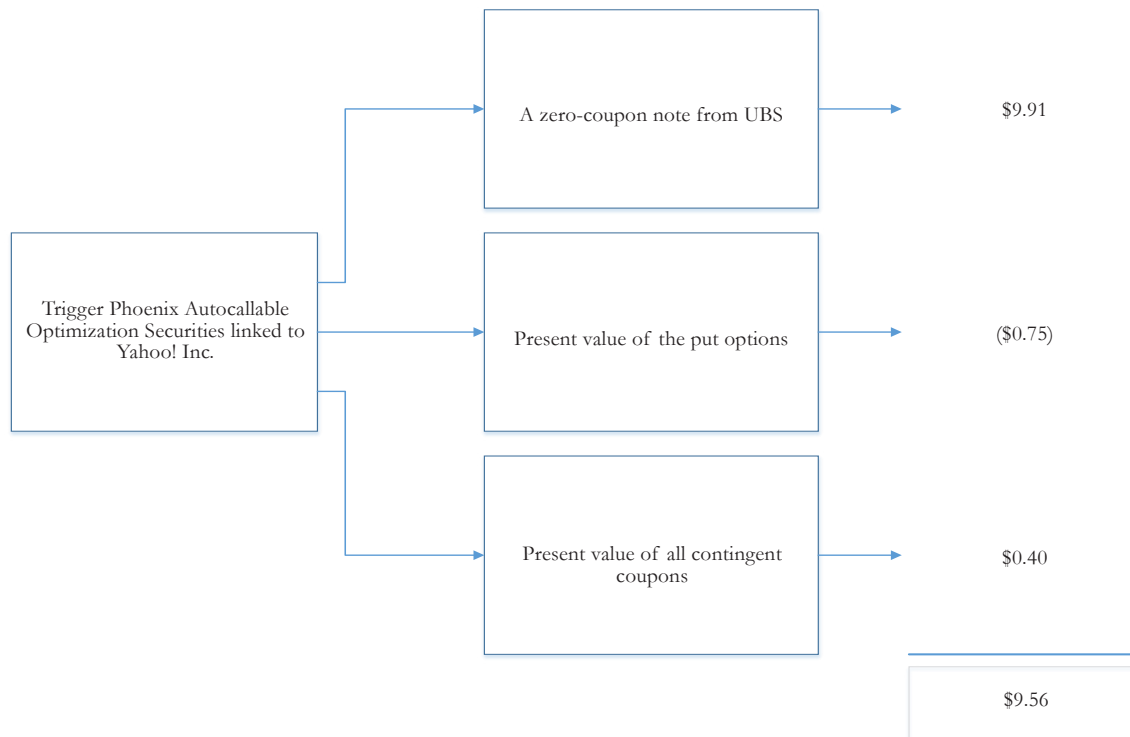 A zero-coupon note from UBS
$9.91
Trigger Phoenix Autocallable
Optimization Securities linked to
Yahoo! Inc.
Present value of the put options
($0.75)
Present value of all contingent
coupons
$0.40
$9.56